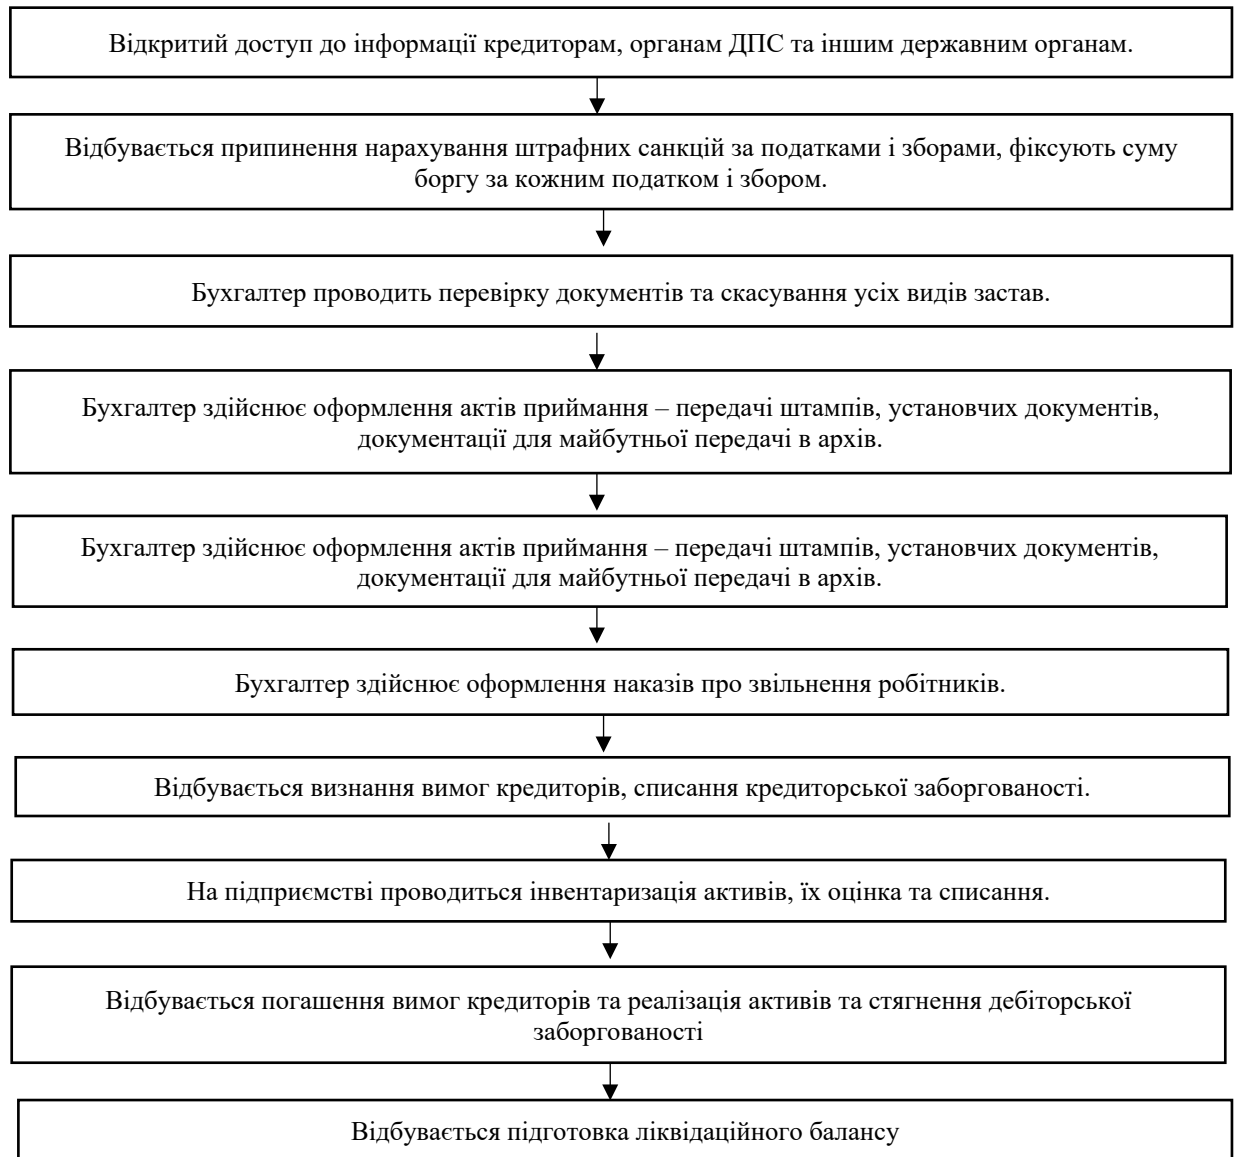 Відкритий доступ до інформації кредиторам, органам ДПС та іншим державним органам.
Відбувається припинення нарахування штрафних санкцій за податками і зборами, фіксують суму
боргу за кожним податком і збором.
Бухгалтер проводить перевірку документів та скасування усіх видів застав.
Бухгалтер здійснює оформлення актів приймання – передачі штампів, установчих документів,
документації для майбутньої передачі в архів.
Бухгалтер здійснює оформлення актів приймання – передачі штампів, установчих документів,
документації для майбутньої передачі в архів.
Бухгалтер здійснює оформлення наказів про звільнення робітників.
Відбувається визнання вимог кредиторів, списання кредиторської заборгованості.
На підприємстві проводиться інвентаризація активів, їх оцінка та списання.
Відбувається погашення вимог кредиторів та реалізація активів та стягнення дебіторської
заборгованості
Відбувається підготовка ліквідаційного балансу